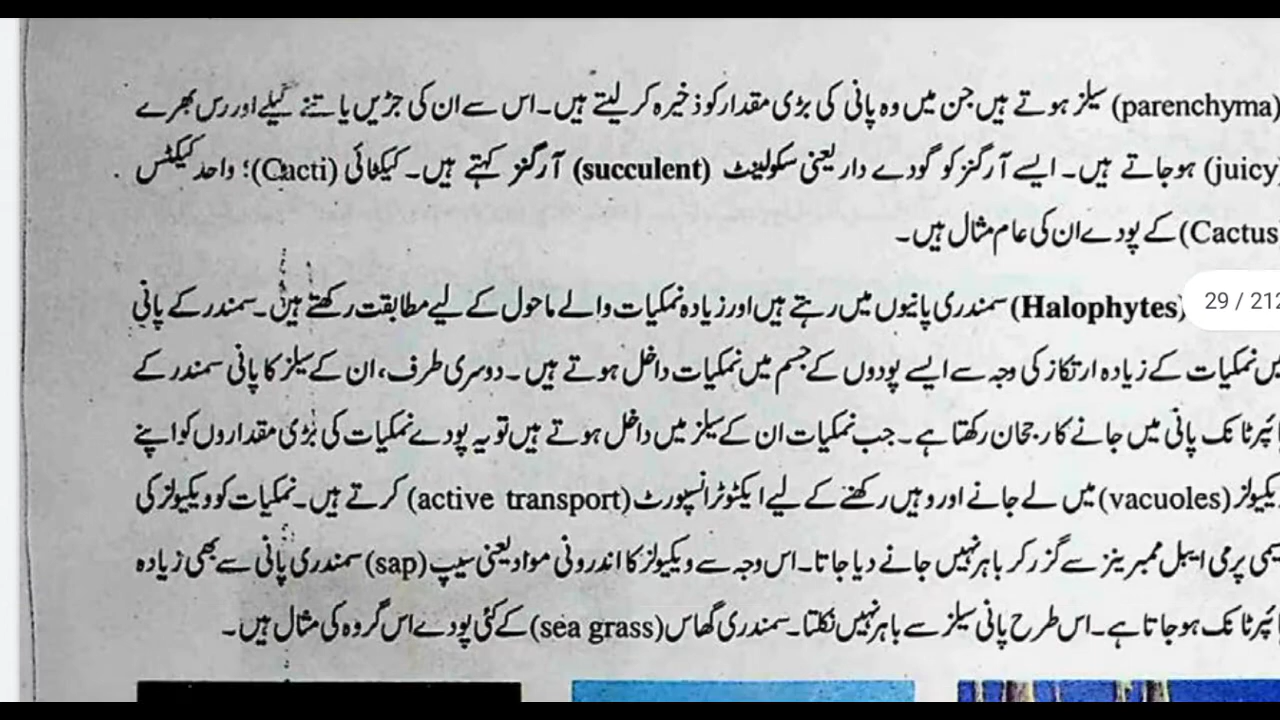 (parenchyma) سیلز ہوتے ہیں جن میں وہ پانی کی بڑی مقدار کو ذخیرہ کر لیتے ہیں۔ اس سے ان کی جڑیں یا تنے گیلے اور رس بھرے
(juicy) ہو جاتے ہیں۔ ایسے آرگنز کو گودے دار یعنی سکولینٹ (succulent) آرگنز کہتے ہیں۔ کیکٹائی (Cacti)؛ واحد کیکٹس
Cactus) کے پودے ان کی عام مثال ہیں۔
(Halophytes) سمندری پانیوں میں رہتے ہیں اور زیادہ نمکیات والے ماحول کے لیے مطابقت رکھتے ہیں۔ سمندر کے پانی
29 / 212
نمکیات کے زیادہ ارتکاز کی وجہ سے ایسے پودوں کے جسم میں نمکیات داخل ہوتے ہیں۔ دوسری طرف، ان کے سیلز کا پانی سمندر کے
ٹانک پانی میں جانے کا رجحان رکھتا ہے۔ جب نمکیات ان کے سیلز میں داخل ہوتے ہیں تو یہ پودے نمکیات کی بڑی مقداروں کو اپنے
(vacuoles) میں لے جانے اور وہیں رکھنے کے لیے ایکٹو ٹرانسپورٹ (active transport) کرتے ہیں۔ نمکیات کو ویکیولز کی
پرمی ایبل ممبرینز سے گزر کر باہر نہیں جانے دیا جاتا۔ اس وجہ سے ویکیولز کا اندرونی مواد یعنی سیپ (sap) سمندری پانی سے بھی زیادہ
ٹانک ہو جاتا ہے۔ اس طرح پانی سیلز سے باہر نہیں نکلتا۔ سمندری گھاس (sea grass) کے کئی پودے اس گروہ کی مثال ہیں۔